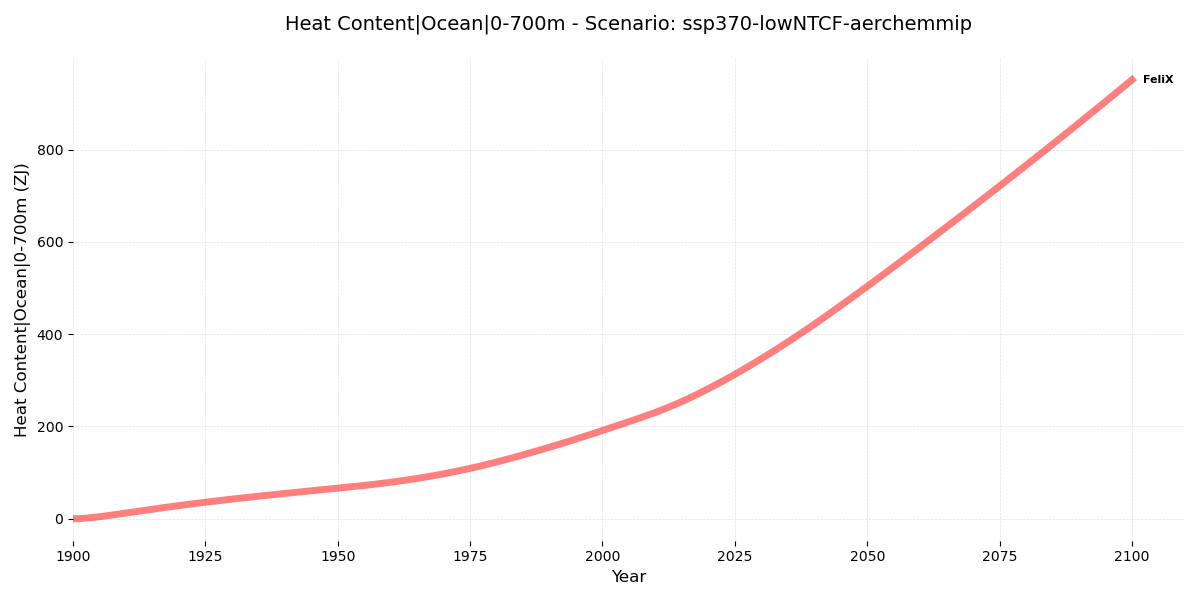 Heat Content|Ocean|0-700m - Scenario: ssp370-lowNTCF-aerchemmip
FeliX
800
600
400
200
0
Heat Content|Ocean|0-700m (ZJ)
1900 1925 1950 1975 2000 2025 2050 2075 2100
Year